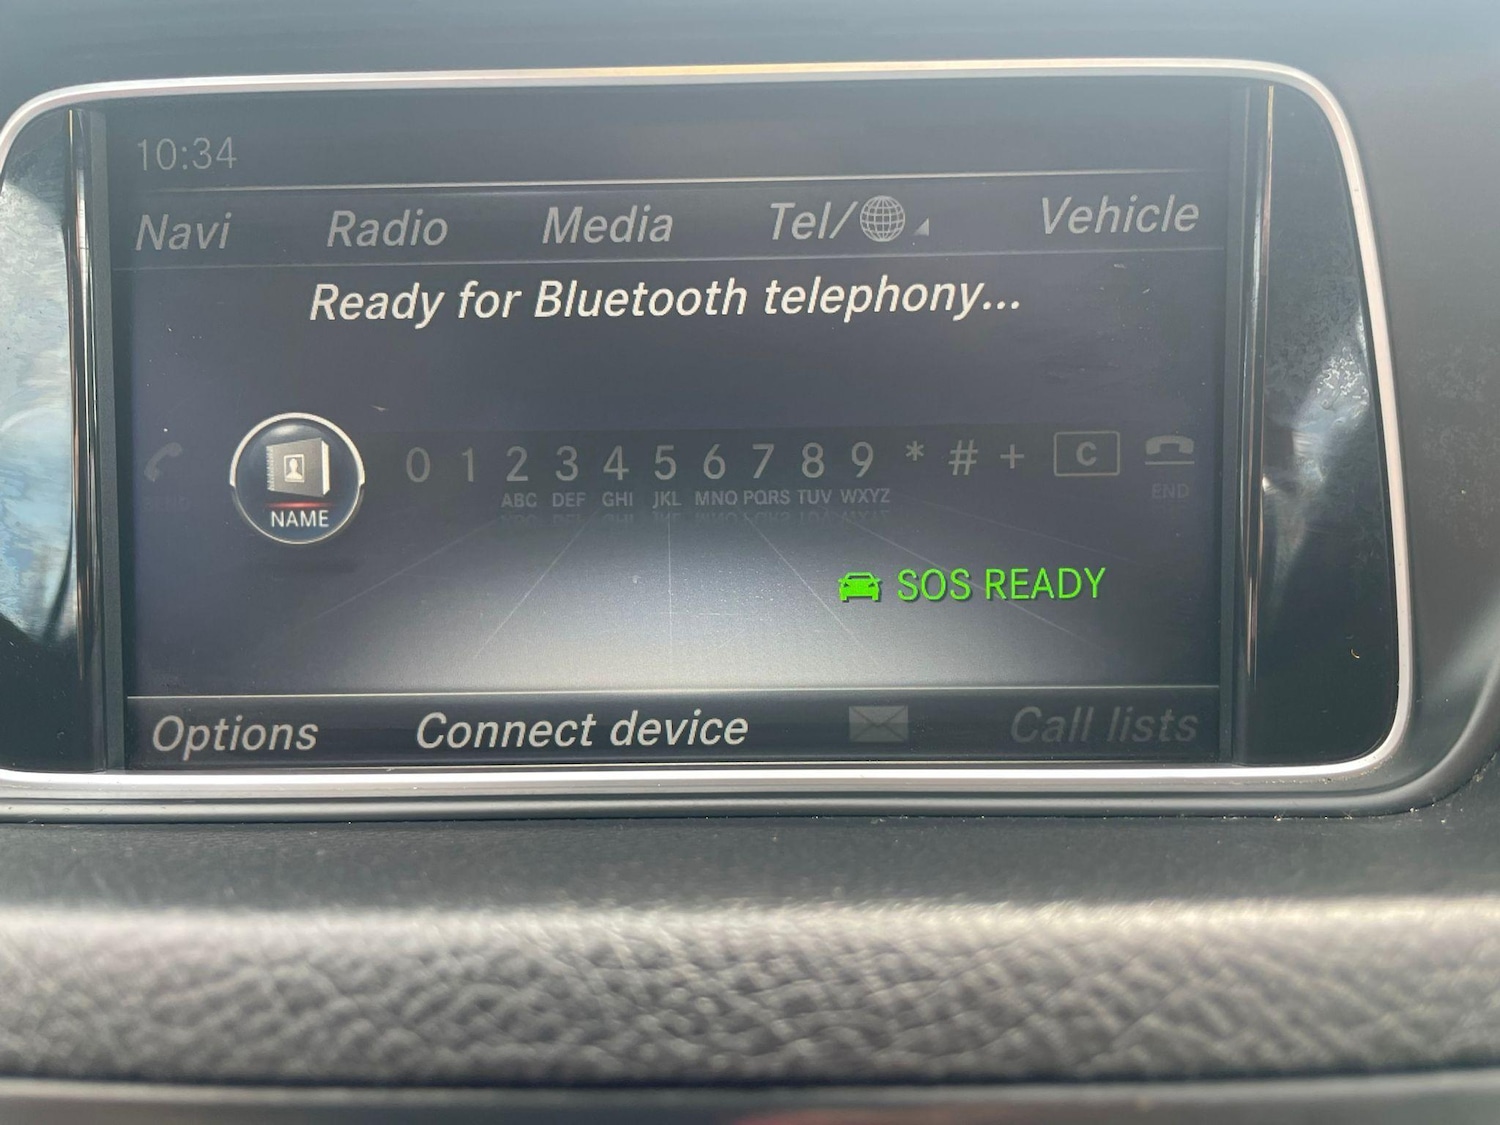 10:34
Navi Radio Media Tel/ Vehicle
Ready for Bluetooth telephony...
0 1 2 3 4 5 6 7 8 9 * # + C
ABC DEF GHI JKL MNO PQRS TUV WXYZ
END
NAME
SOS READY
Options Connect device Call lists